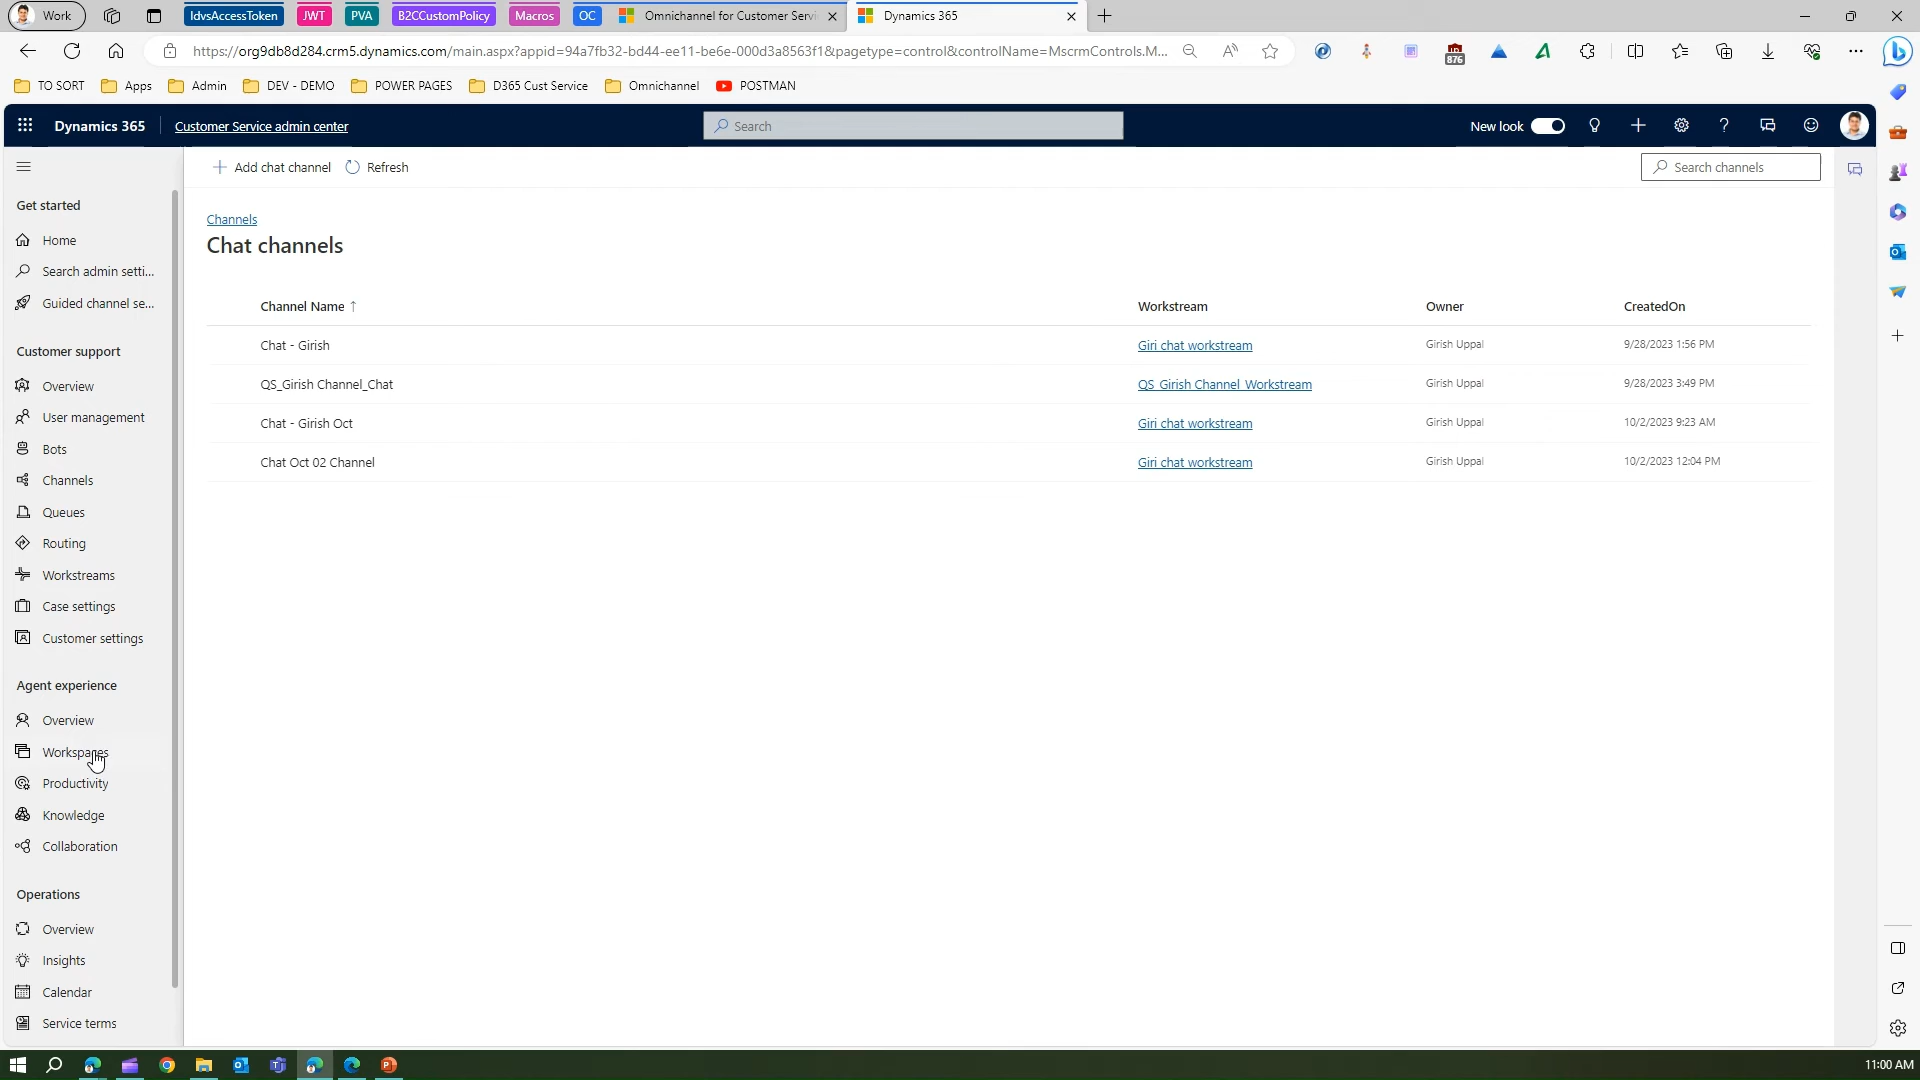 Work
IdvsAccessToken
JWT
PVA
B2CCustomPolicy
Macros
OC
Omnichannel for Customer Servi
Dynamics 365
https://org9db8d284.crm5.dynamics.com/main.aspx?appid=94a7fb32-bd44-ee11-be6e-000d3a8563f1&pagetype=control&controlName=MscrmControls.M...
876
TO SORT
Apps
Admin
DEV - DEMO
POWER PAGES
D365 Cust Service
Omnichannel
POSTMAN
Dynamics 365
Customer Service admin center
Search
New look
Add chat channel
Refresh
Search channels
Get started
Home
Search admin setti...
Guided channel se...
Customer support
Overview
User management
Bots
Channels
Queues
Routing
Workstreams
Case settings
Customer settings
Agent experience
Overview
Workspaces
Productivity
Knowledge
Collaboration
Operations
Overview
Insights
Calendar
Service terms
Channels
Chat channels
Channel Name ↑ Workstream Owner CreatedOn
Chat - Girish Giri chat workstream Girish Uppal 9/28/2023 1:56 PM
QS_Girish Channel_Chat QS_Girish Channel_Workstream Girish Uppal 9/28/2023 3:49 PM
Chat - Girish Oct Giri chat workstream Girish Uppal 10/2/2023 9:23 AM
Chat Oct 02 Channel Giri chat workstream Girish Uppal 10/2/2023 12:04 PM
11:00 AM